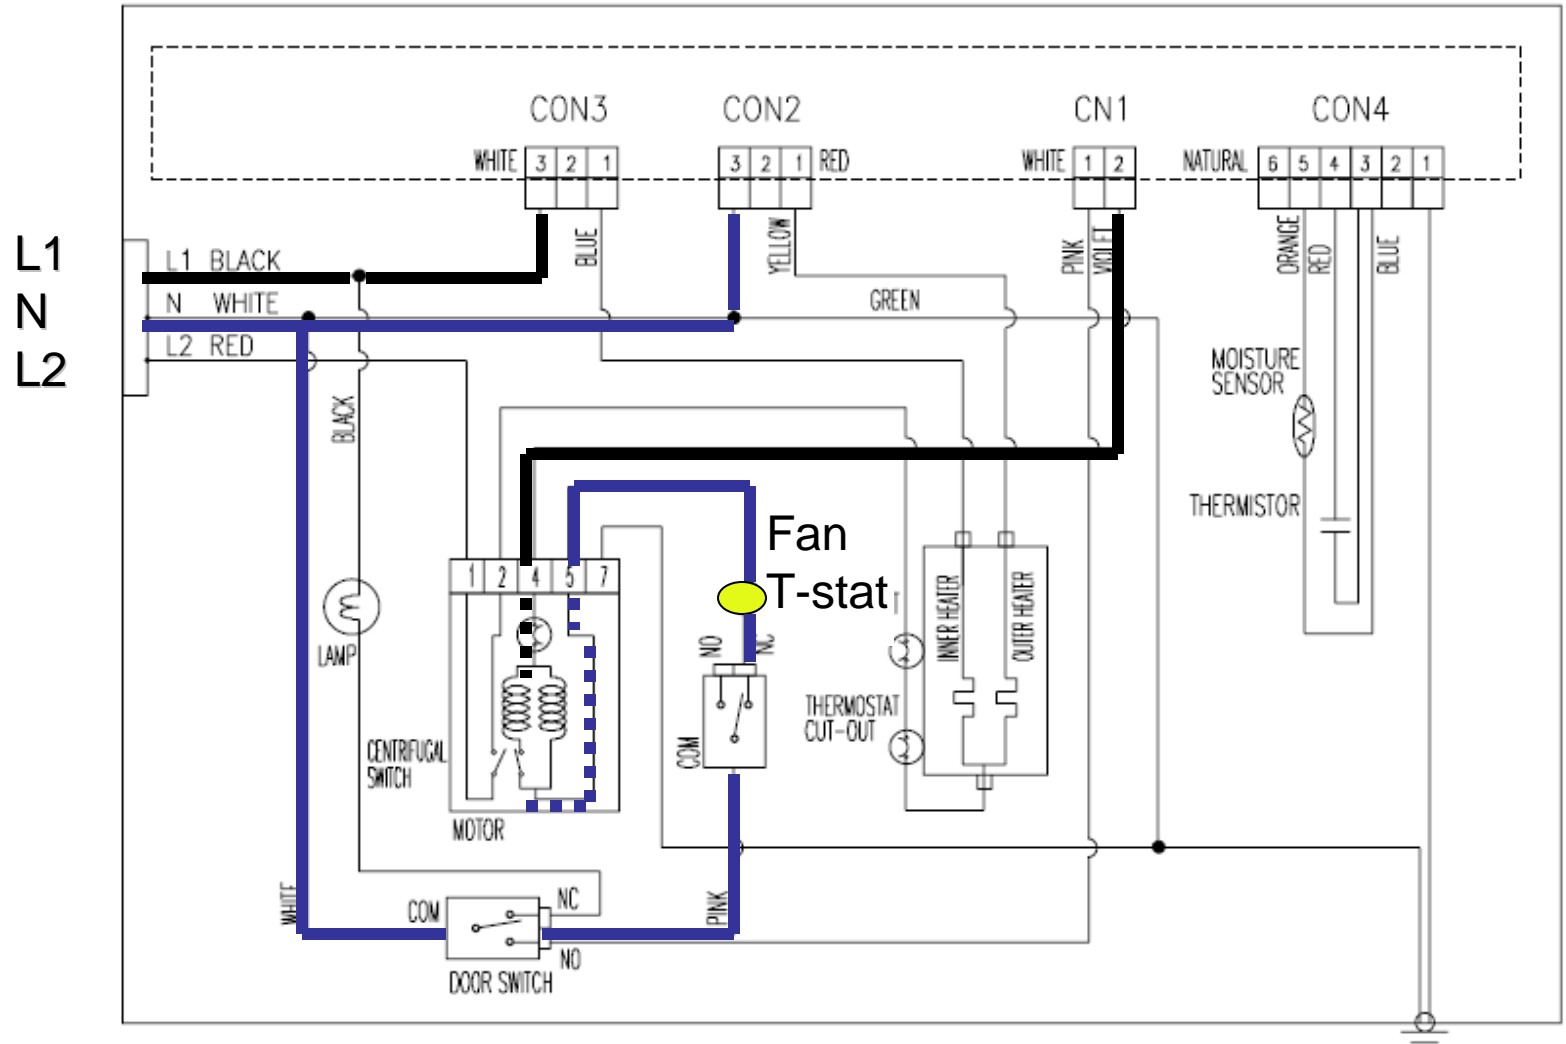 CON3 CON2 CN1 CON4
WHITE 3 2 1 3 2 1 RED WHITE 1 2 NATURAL 6 5 4 3 2 1
BLUE YELLOW PINK VIOLET ORANGE RED BLUE
L1 L1 BLACK
N N WHITE GREEN
L2 L2 RED
MOISTURE
SENSOR
BLACK
THERMISTOR
Fan
T-stat
1 2 4 5 7
INNER HEATER OUTER HEATER
LAMP NO NC
THERMOSTAT
CUT-OUT
CENTRIFUGAL
SWITCH
COM
MOTOR
WHITE COM NC PINK
NO
DOOR SWITCH